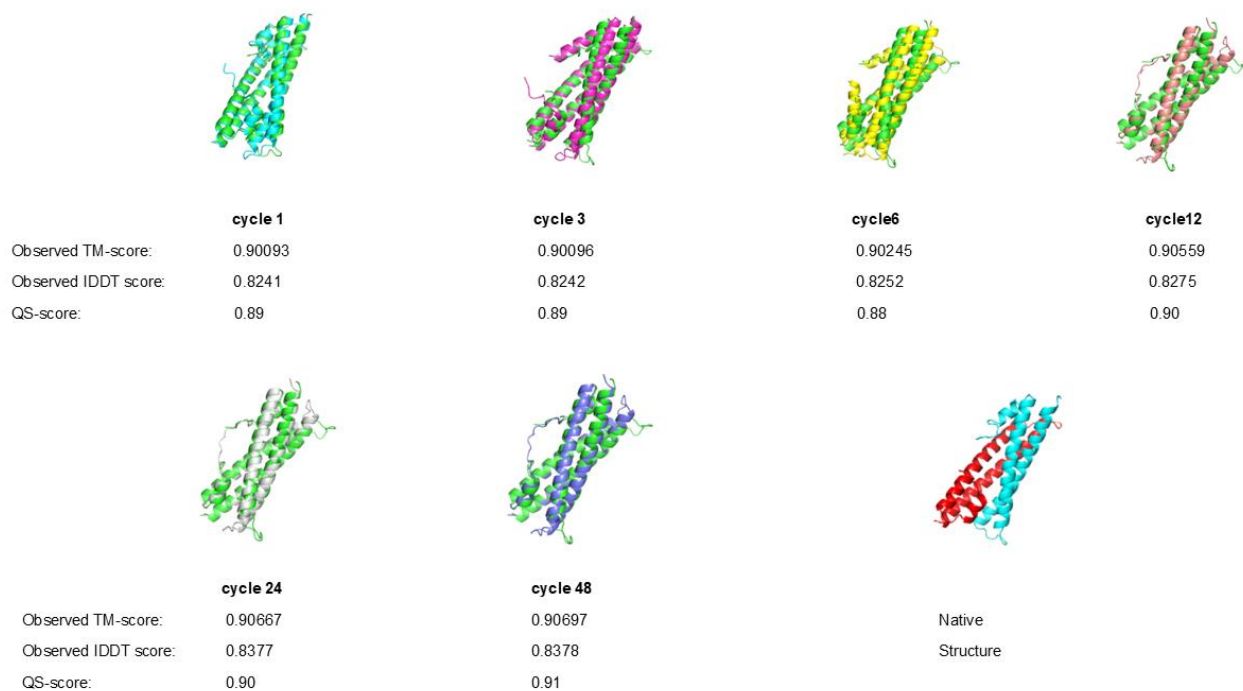 cycle 1 cycle 3 cycle6 cycle12
Observed TM-score: 0.90093 0.90096 0.90245 0.90559
Observed IDDT score: 0.8241 0.8242 0.8252 0.8275
QS-score: 0.89 0.89 0.88 0.90
cycle 24 cycle 48
Observed TM-score: 0.90667 0.90697 Native
Observed IDDT score: 0.8377 0.8378 Structure
QS-score: 0.90 0.91